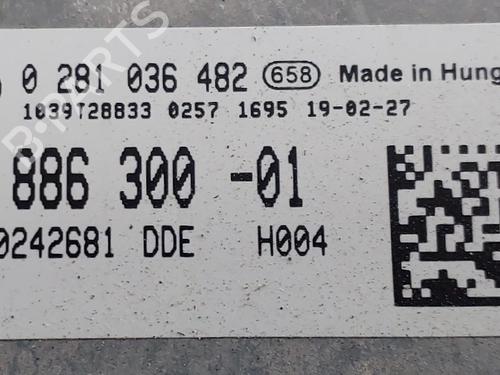 0 281 036 482 658 Made in Hung
1039T28833 0257 1695 19-02-27
886 300 -01
0242681 DDE H004
B-PARTS